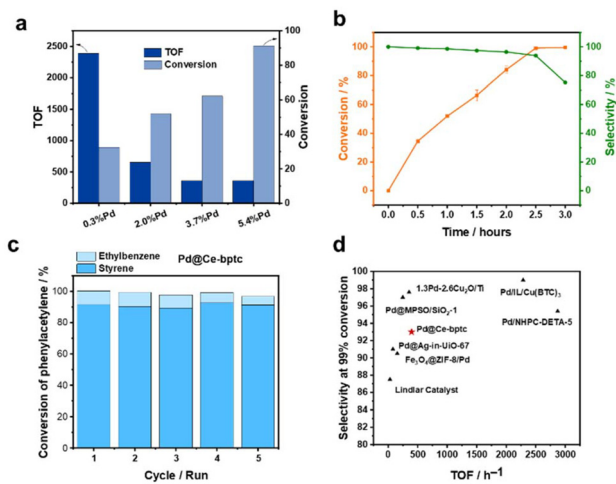 a
TOF
Conversion
2500
2000
1500
1000
500
0
TOF
100
80
60
40
20
0
Conversion
0.3%Pd
2.0%Pd
3.7%Pd
5.4%Pd
b
100
80
60
40
20
0
Conversion / %
100
80
60
40
20
0
Selectivity / %
0.0 0.5 1.0 1.5 2.0 2.5 3.0
Time / hours
c
Ethylbenzene
Styrene
Pd@Ce-bptc
100
80
60
40
20
0
Conversion of phenylacetylene / %
1 2 3 4 5
Cycle / Run
d
100
98
96
94
92
90
88
86
84
82
80
Selectivity at 99% conversion
1.3Pd-2.6Cu₂O/Ti
Pd/IL/Cu(BTC)₃
Pd@MPSO/SiO₂-1
Pd/NHPC-DETA-5
Pd@Ce-bptc
Pd@Ag-in-UiO-67
Fe₃O₄@ZIF-8/Pd
Lindlar Catalyst
0 500 1000 1500 2000 2500 3000
TOF / h⁻¹